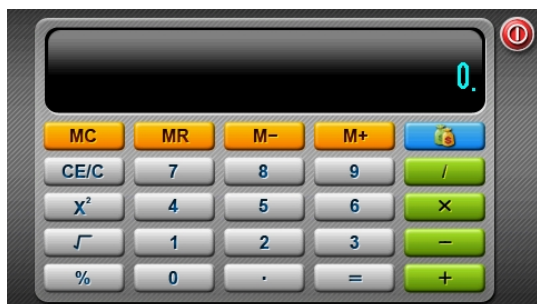 0.
MC MR M− M+
CE/C 7 8 9 /
X² 4 5 6 ×
√ 1 2 3 −
% 0 . = +